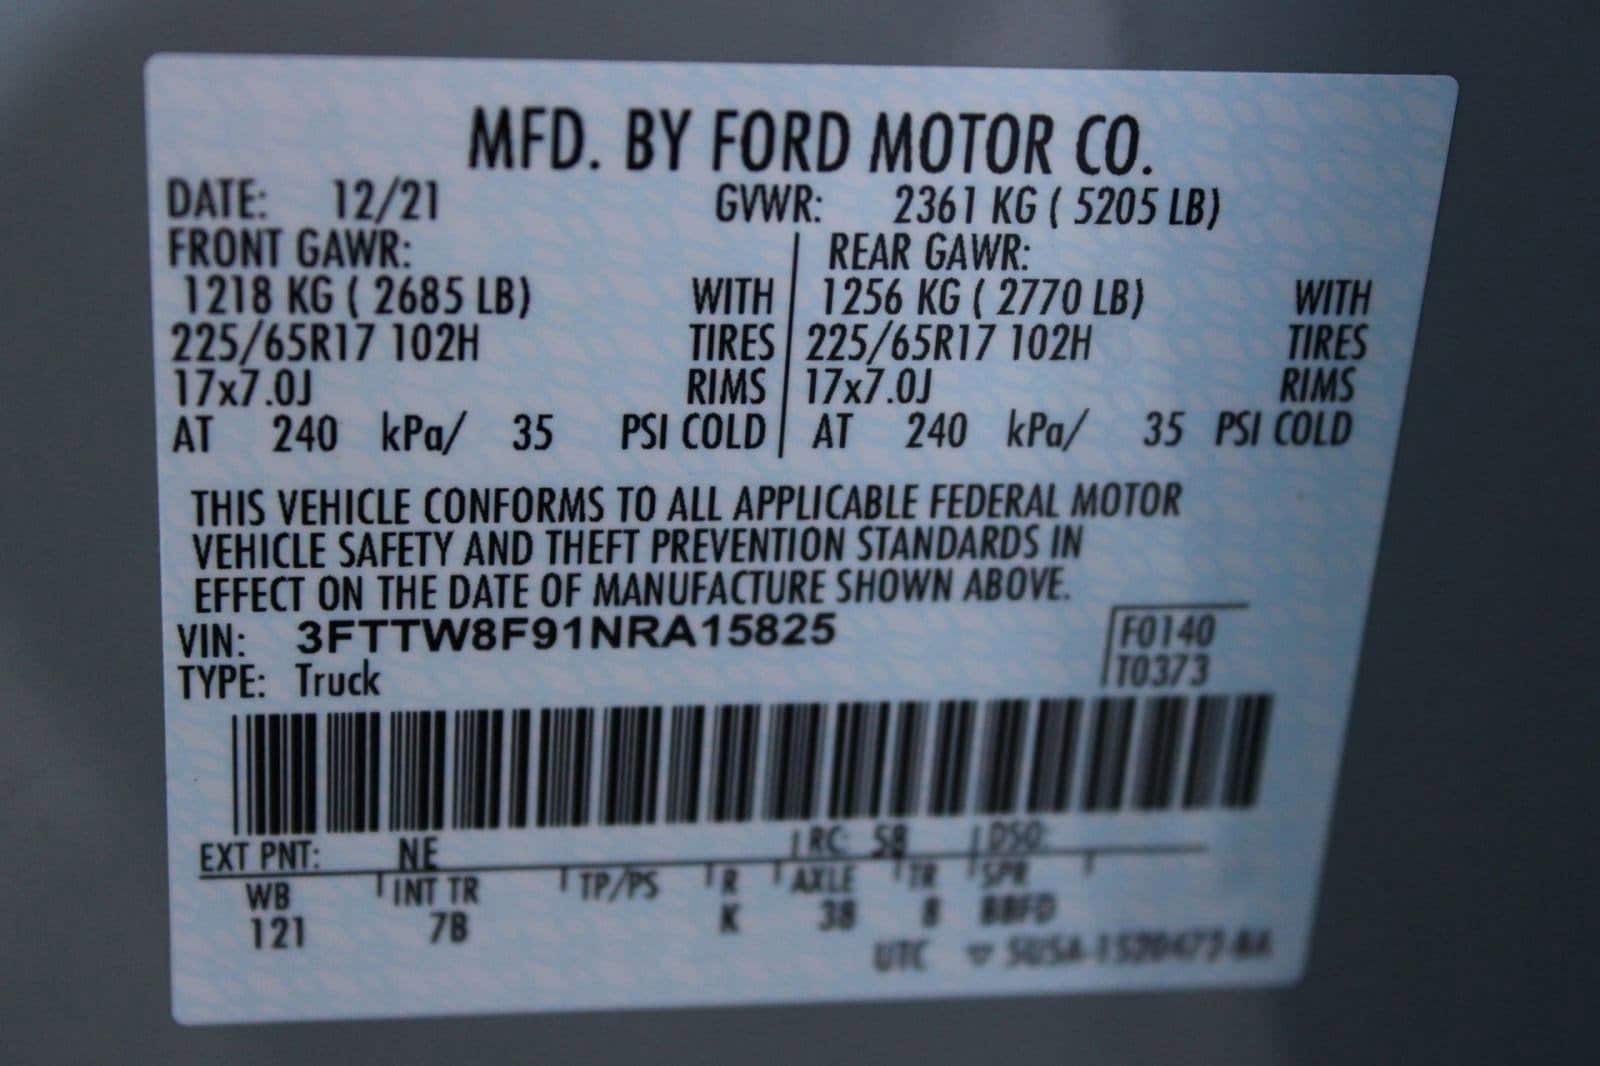 MFD. BY FORD MOTOR CO.
DATE: 12/21 GVWR: 2361 KG ( 5205 LB)
FRONT GAWR: REAR GAWR:
1218 KG ( 2685 LB) WITH 1256 KG ( 2770 LB) WITH
225/65R17 102H TIRES 225/65R17 102H TIRES
17x7.0J RIMS 17x7.0J RIMS
AT 240 kPa/ 35 PSI COLD AT 240 kPa/ 35 PSI COLD
THIS VEHICLE CONFORMS TO ALL APPLICABLE FEDERAL MOTOR
VEHICLE SAFETY AND THEFT PREVENTION STANDARDS IN
EFFECT ON THE DATE OF MANUFACTURE SHOWN ABOVE.
VIN: 3FTTW8F91NRA15825 F0140
TYPE: Truck T0373
EXT PNT: NE RC: 58 DSO:
WB INT TR TP/PS R AXLE TR SPR
121 7B K 38 8
UTC